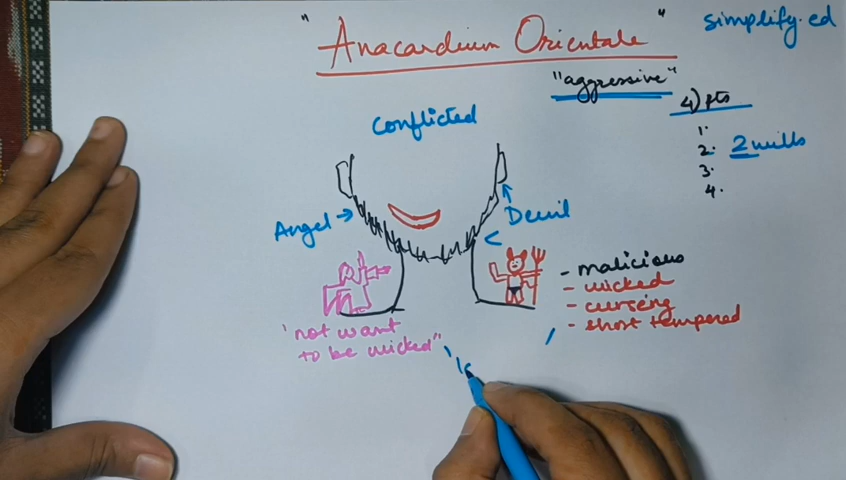 " Anacardium Orientale "
simplify.ed
"aggressive"
4) pts
1.
2. 2 wills
3.
4.
Conflicted
Angel →
Devil
<
- malicious
- wicked
- cursing
- short tempered
'not want
to be wicked"